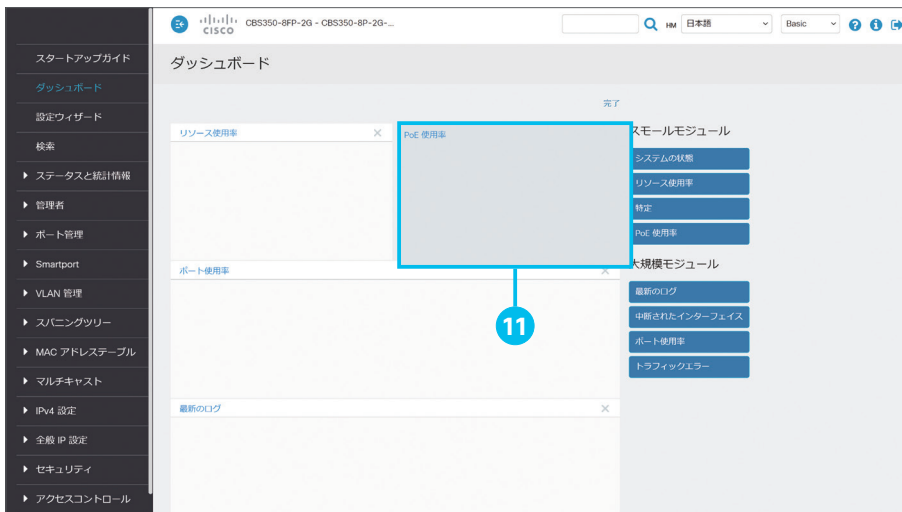 CISCO
CBS350-8FP-2G - CBS350-8P-2G-...
HM
日本語
Basic
スタートアップガイド
ダッシュボード
設定ウィザード
検索
ステータスと統計情報
管理者
ポート管理
Smartport
VLAN 管理
スパニングツリー
MAC アドレステーブル
マルチキャスト
IPv4 設定
全般 IP 設定
セキュリティ
アクセスコントロール
ダッシュボード
完了
リソース使用率
PoE 使用率
ポート使用率
11
最新のログ
スモールモジュール
システムの状態
リソース使用率
特定
PoE 使用率
大規模モジュール
最新のログ
中断されたインターフェイス
ポート使用率
トラフィックエラー